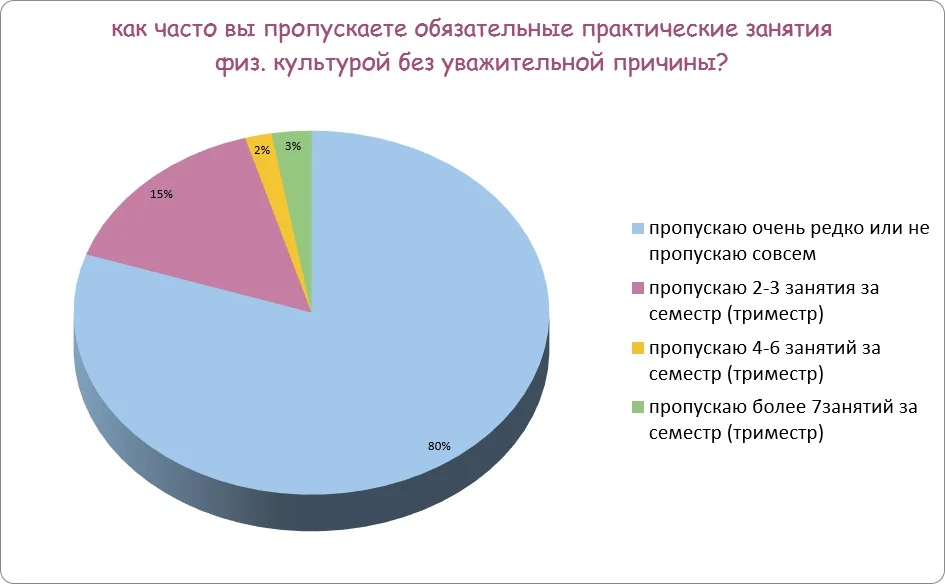 как часто вы пропускаете обязательные практические занятия
физ. культурой без уважительной причины?
2%
3%
15%
80%
пропускаю очень редко или не
пропускаю совсем
пропускаю 2-3 занятия за
семестр (триместр)
пропускаю 4-6 занятий за
семестр (триместр)
пропускаю более 7занятий за
семестр (триместр)